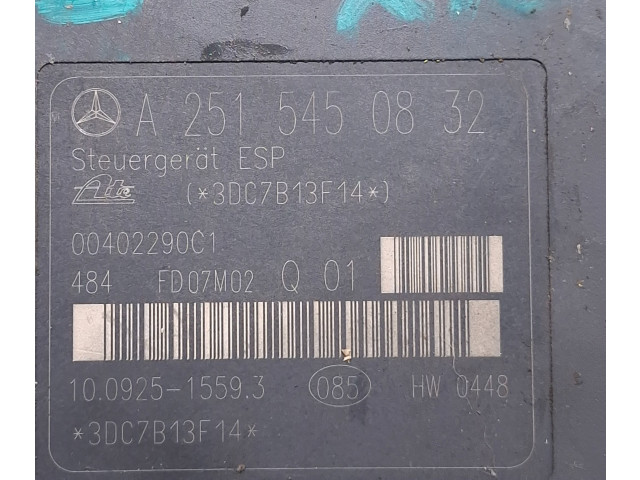 A 251 545 08 32
Steuergerät ESP
Ate (*3DC7B13F14*)
00402290C1
484 FD07M02 Q 01
10.0925-1559.3 085 HW 0448
*3DC7B13F14*